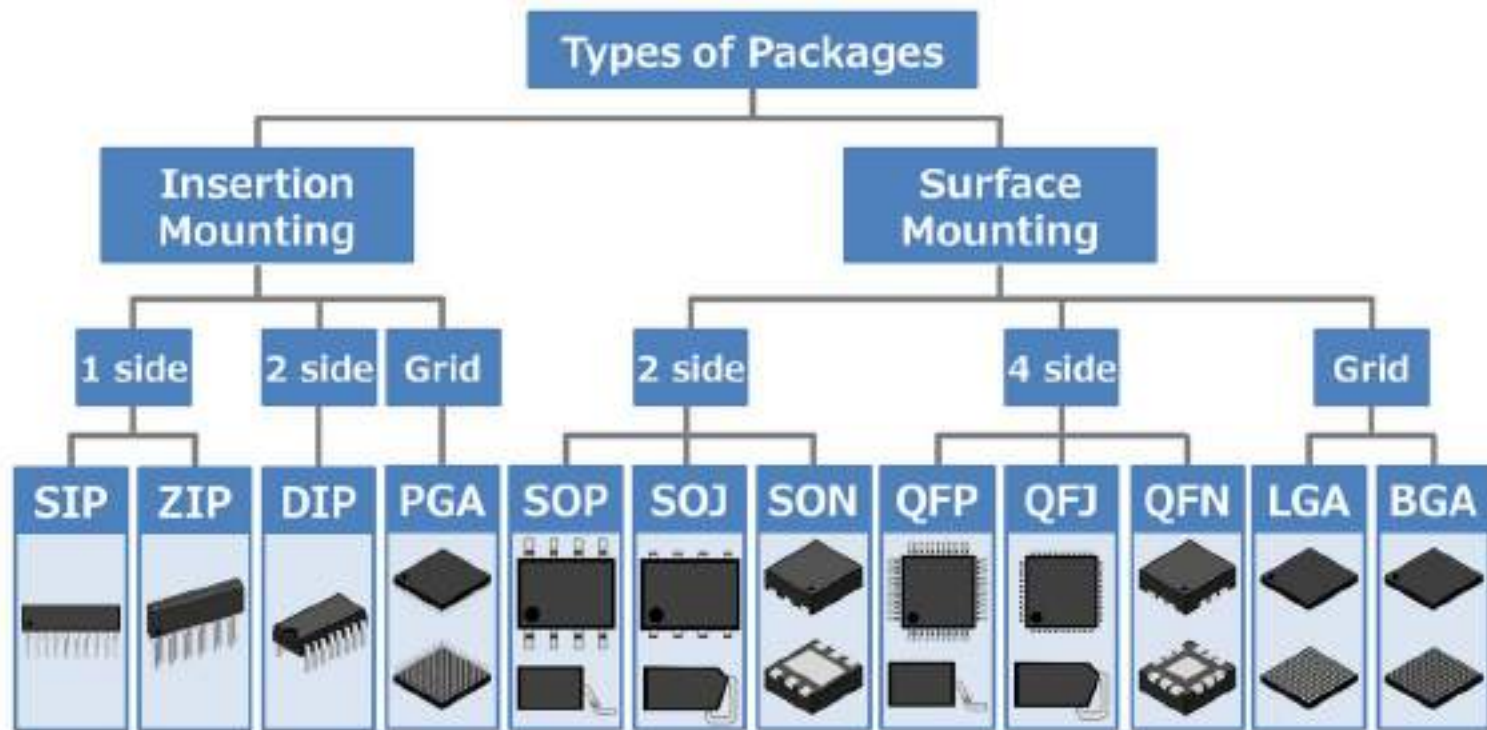 Types of Packages
Insertion
Mounting
Surface
Mounting
1 side
2 side
Grid
2 side
4 side
Grid
SIP
ZIP
DIP
PGA
SOP
SOJ
SON
QFP
QFJ
QFN
LGA
BGA